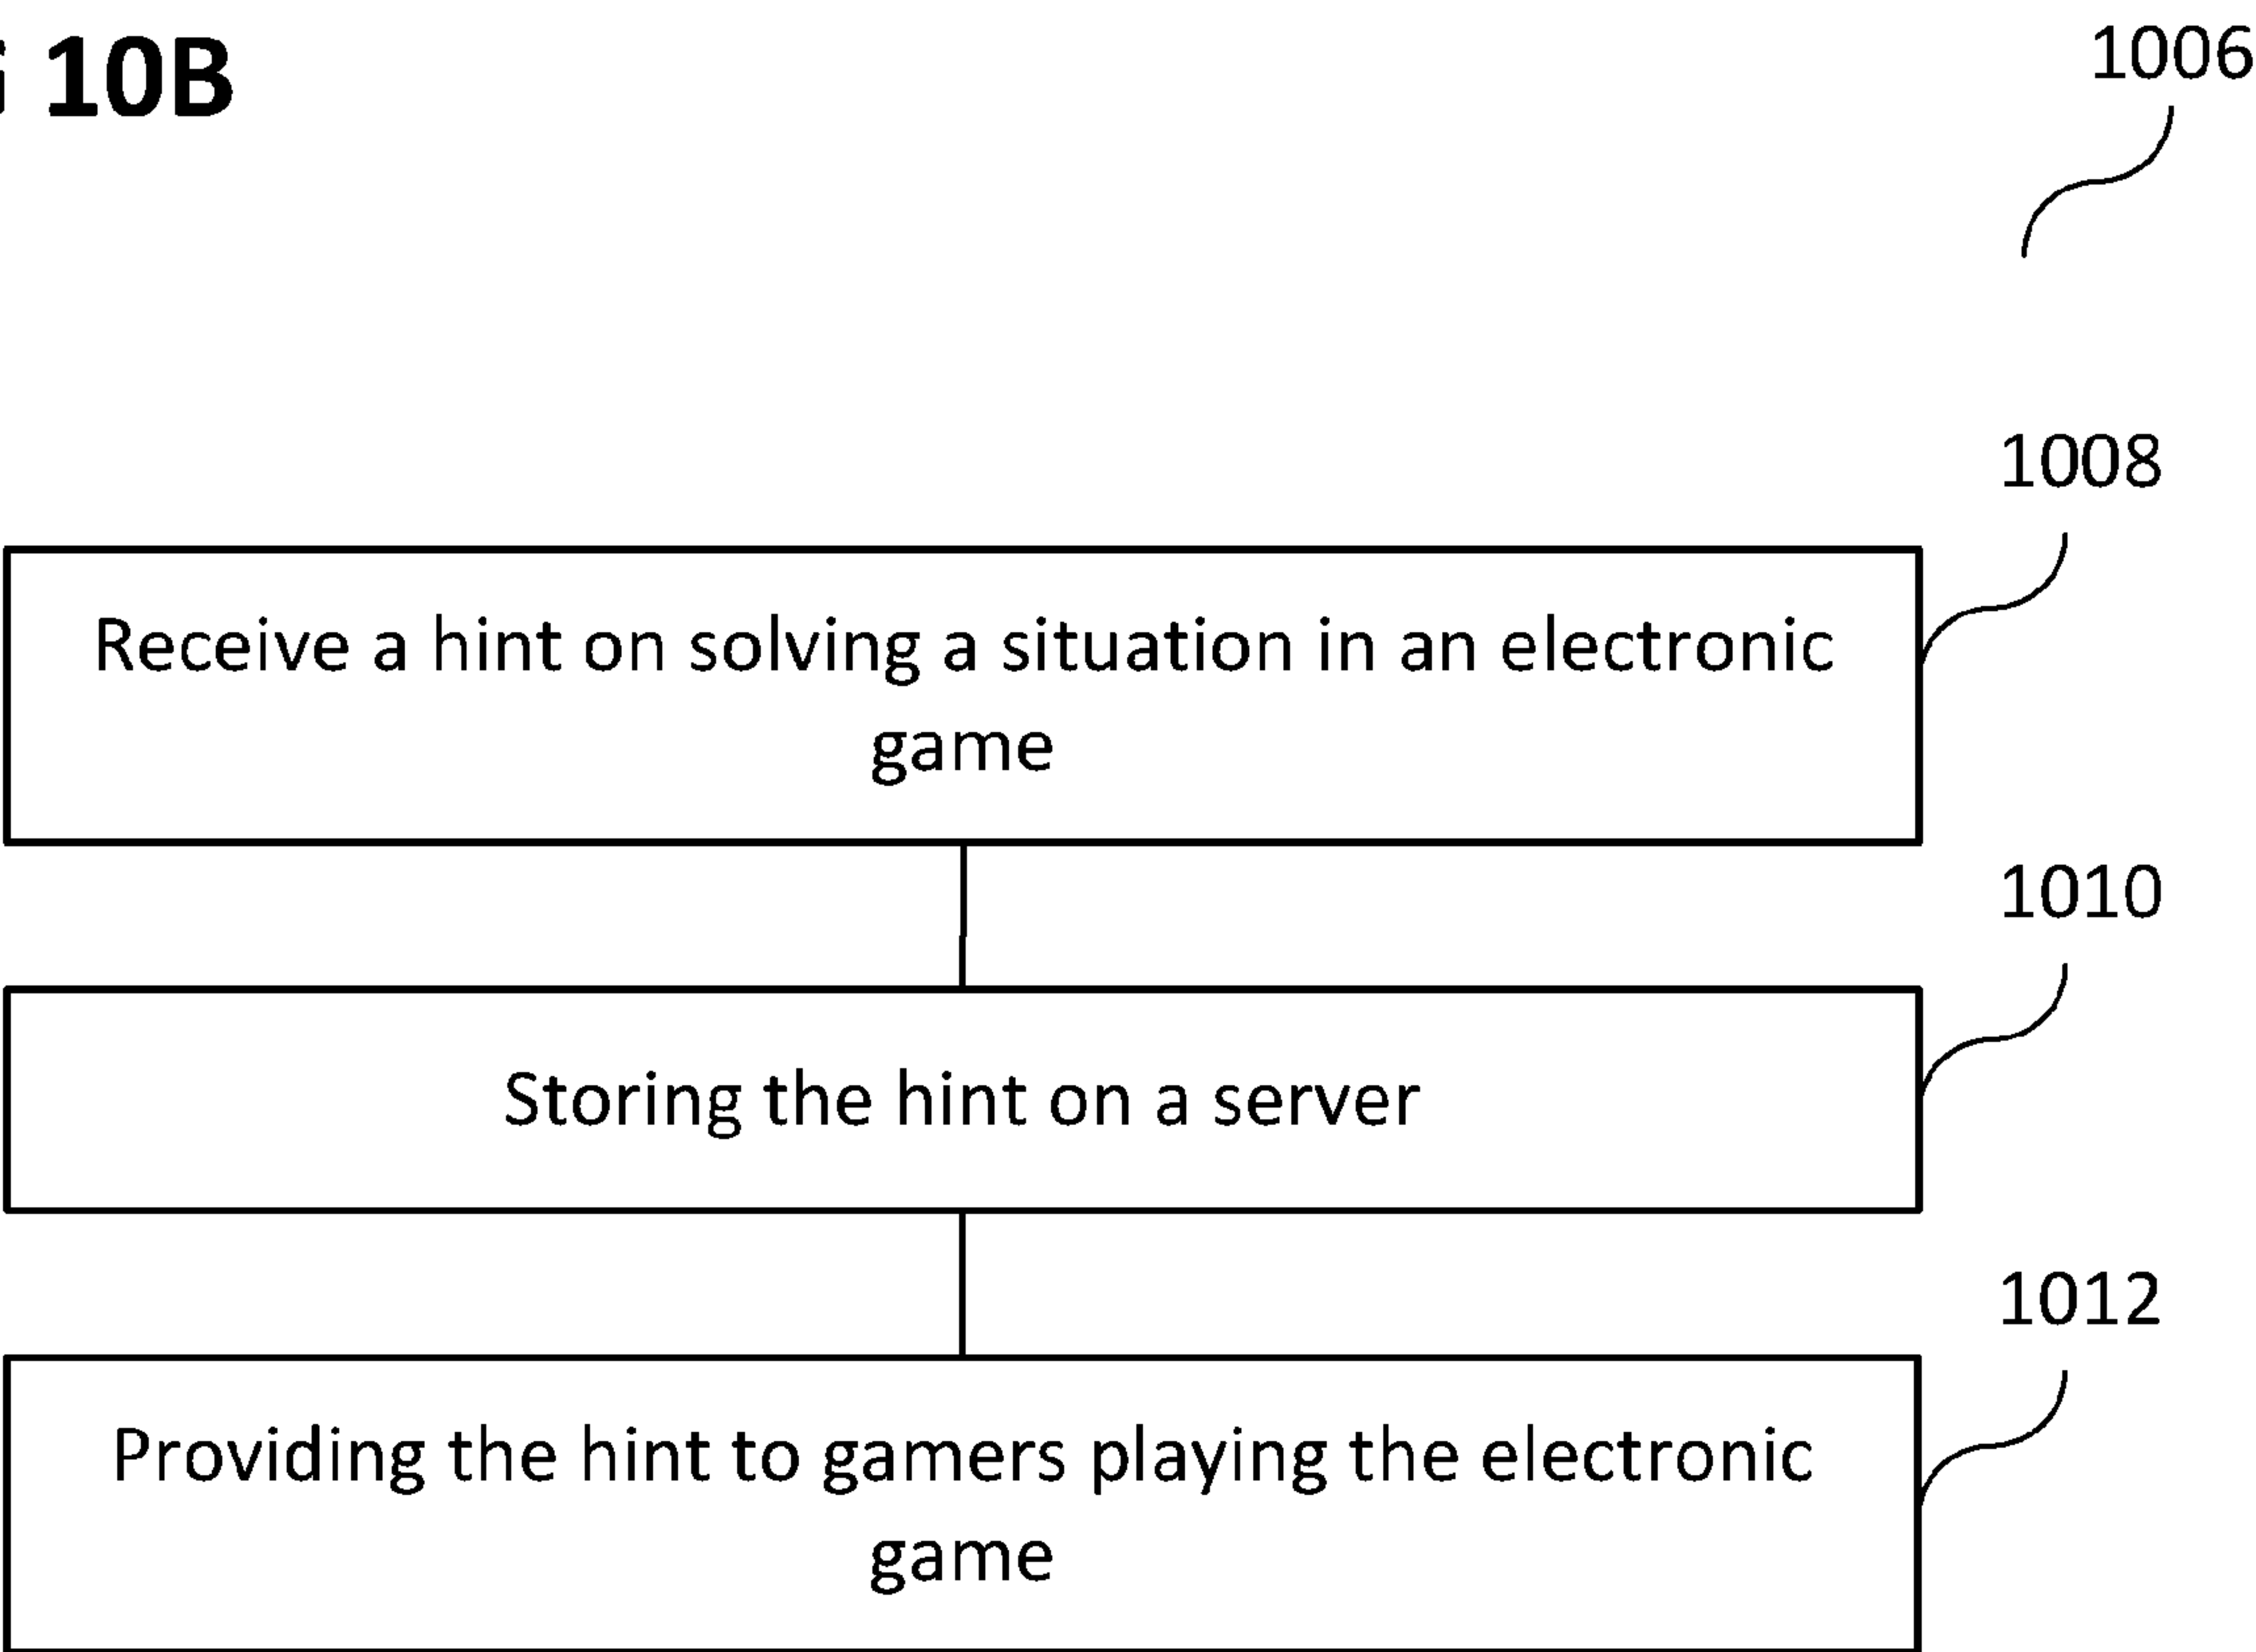 10B
1006
1008
Receive a hint on solving a situation in an electronic
game
1010
Storing the hint on a server
1012
Providing the hint to gamers playing the electronic
game